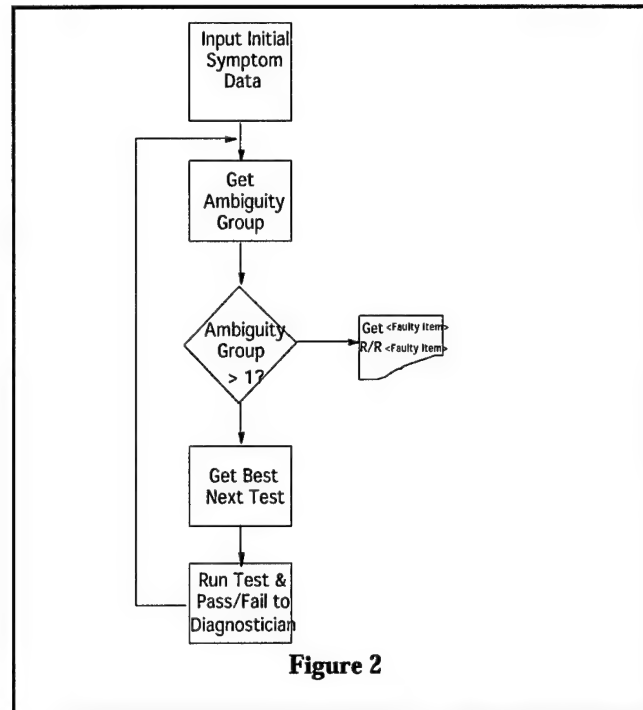 Input Initial
Symptom
Data
Get
Ambiguity
Group
Ambiguity
Group
> 1?
Get <Faulty Item>
R/R <Faulty Item>
Get Best
Next Test
Run Test &
Pass/Fail to
Diagnostician
Figure 2